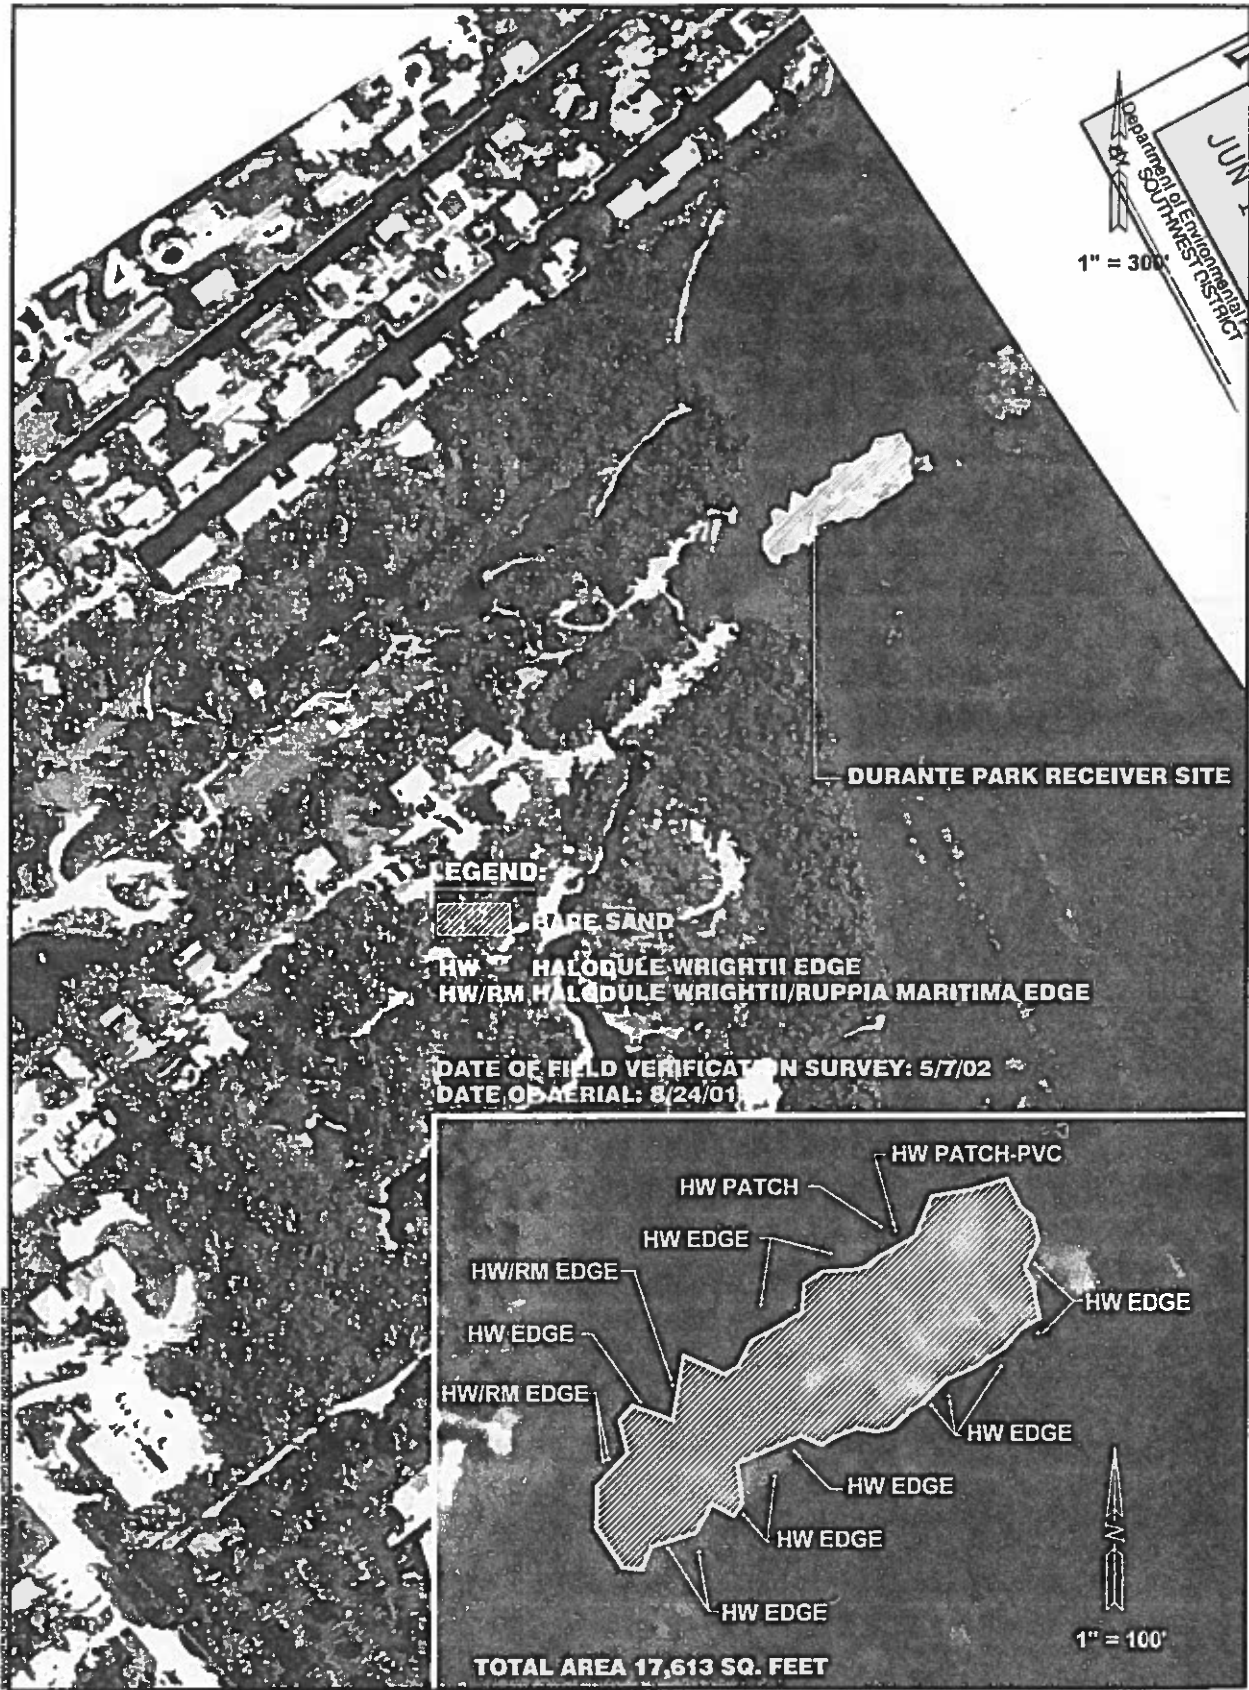 JUN
Department of Environmental
SOUTHWEST DISTRICT
N
1" = 300'
DURANTE PARK RECEIVER SITE
LEGEND:
BARE SAND
HW HALODULE WRIGHTII EDGE
HW/RM HALODULE WRIGHTII/RUPPIA MARITIMA EDGE
DATE OF FIELD VERIFICATION SURVEY: 5/7/02
DATE OF AERIAL: 8/24/01
HW PATCH-PVC
HW PATCH
HW EDGE
HW/RM EDGE
HW EDGE
HW EDGE
HW/RM EDGE
HW EDGE
HW EDGE
HW EDGE
HW EDGE
N
1" = 100'
TOTAL AREA 17,613 SQ. FEET